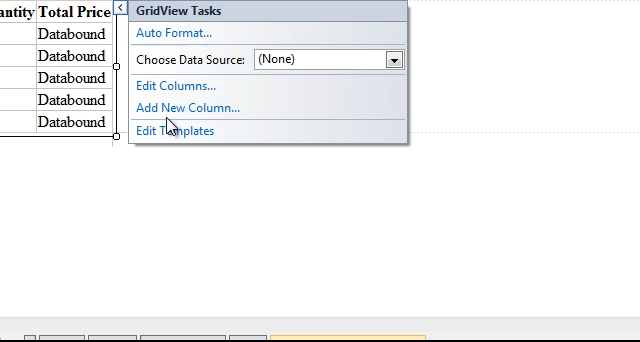 antity Total Price
Databound
Databound
Databound
Databound
Databound
GridView Tasks
Auto Format...
Choose Data Source: (None)
Edit Columns...
Add New Column...
Edit Templates